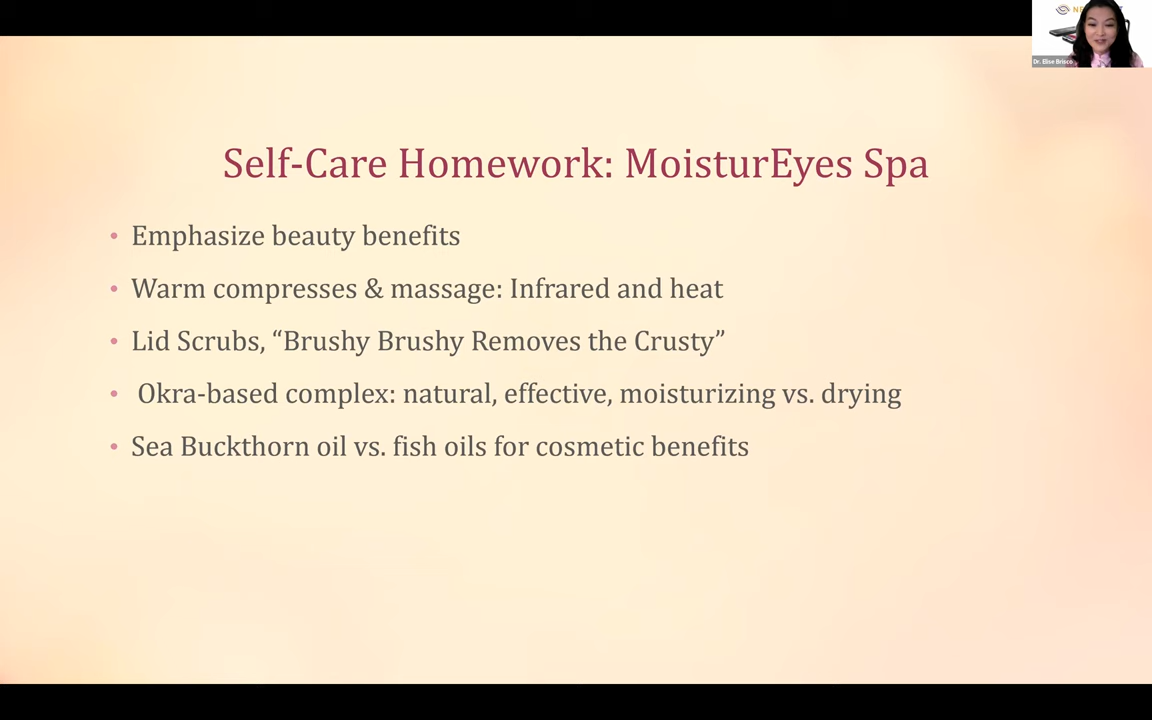 Dr. Elise Brisco
Self-Care Homework: MoisturEyes Spa
• Emphasize beauty benefits
• Warm compresses & massage: Infrared and heat
• Lid Scrubs, “Brushy Brushy Removes the Crusty”
• Okra-based complex: natural, effective, moisturizing vs. drying
• Sea Buckthorn oil vs. fish oils for cosmetic benefits